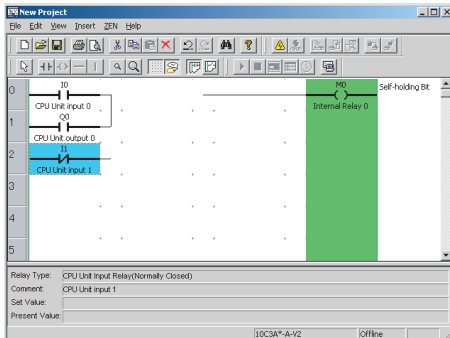 New Project
File Edit View Insert ZEN Help
0 I0 M0 Self-holding Bit
CPU Unit input 0 Internal Relay 0
1 Q0
CPU Unit output 0
2 I1
CPU Unit input 1
3
4
5
Relay Type: CPU Unit Input Relay(Normally Closed)
Comment: CPU Unit input 1
Set Value:
Present Value:
10C3A*-A-V2 Offline